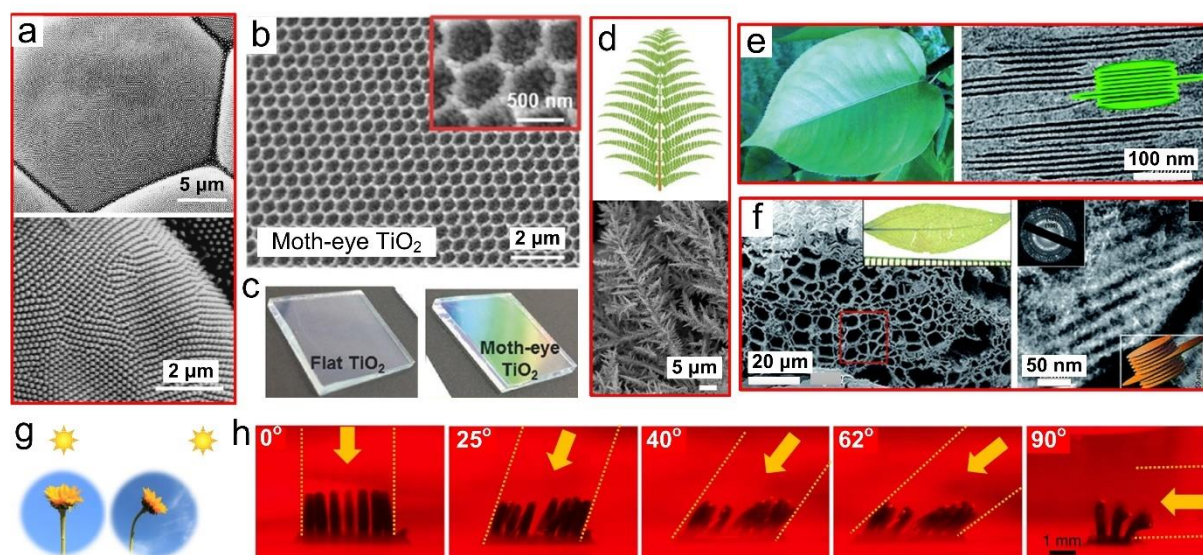 a
5 µm
2 µm
b
500 nm
Moth-eye TiO₂
2 µm
c
Flat TiO₂
Moth-eye
TiO₂
d
5 µm
e
100 nm
f
20 µm
50 nm
g
h
0°
25°
40°
62°
90°
1 mm